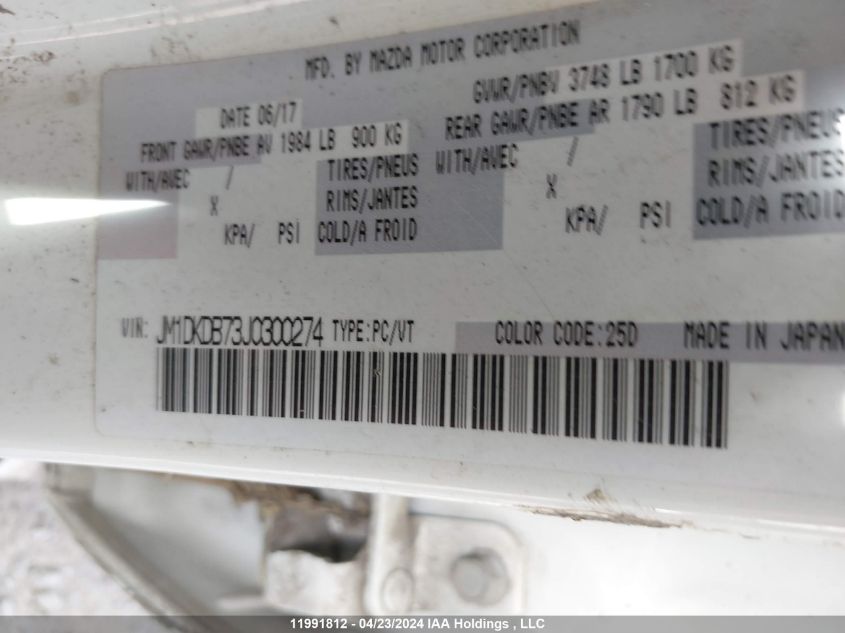 MFD. BY MAZDA MOTOR CORPORATION
DATE 06/17 GVWR/PNBV 3748 LB 1700 KG
FRONT GAWR/PNBE AV 1984 LB 900 KG REAR GAWR/PNBE AR 1790 LB 812 KG
WITH/AVEC / TIRES/PNEUS WITH/AVEC / TIRES/PNEUS
X RIMS/JANTES X RIMS/JANTES
KPA/ PSI COLD/A FROID KPA/ PSI COLD/A FROID
VIN: JM1DKDB73J0300274 TYPE:PC/VT COLOR CODE:25D MADE IN JAPAN
11991812 - 04/23/2024 IAA Holdings , LLC